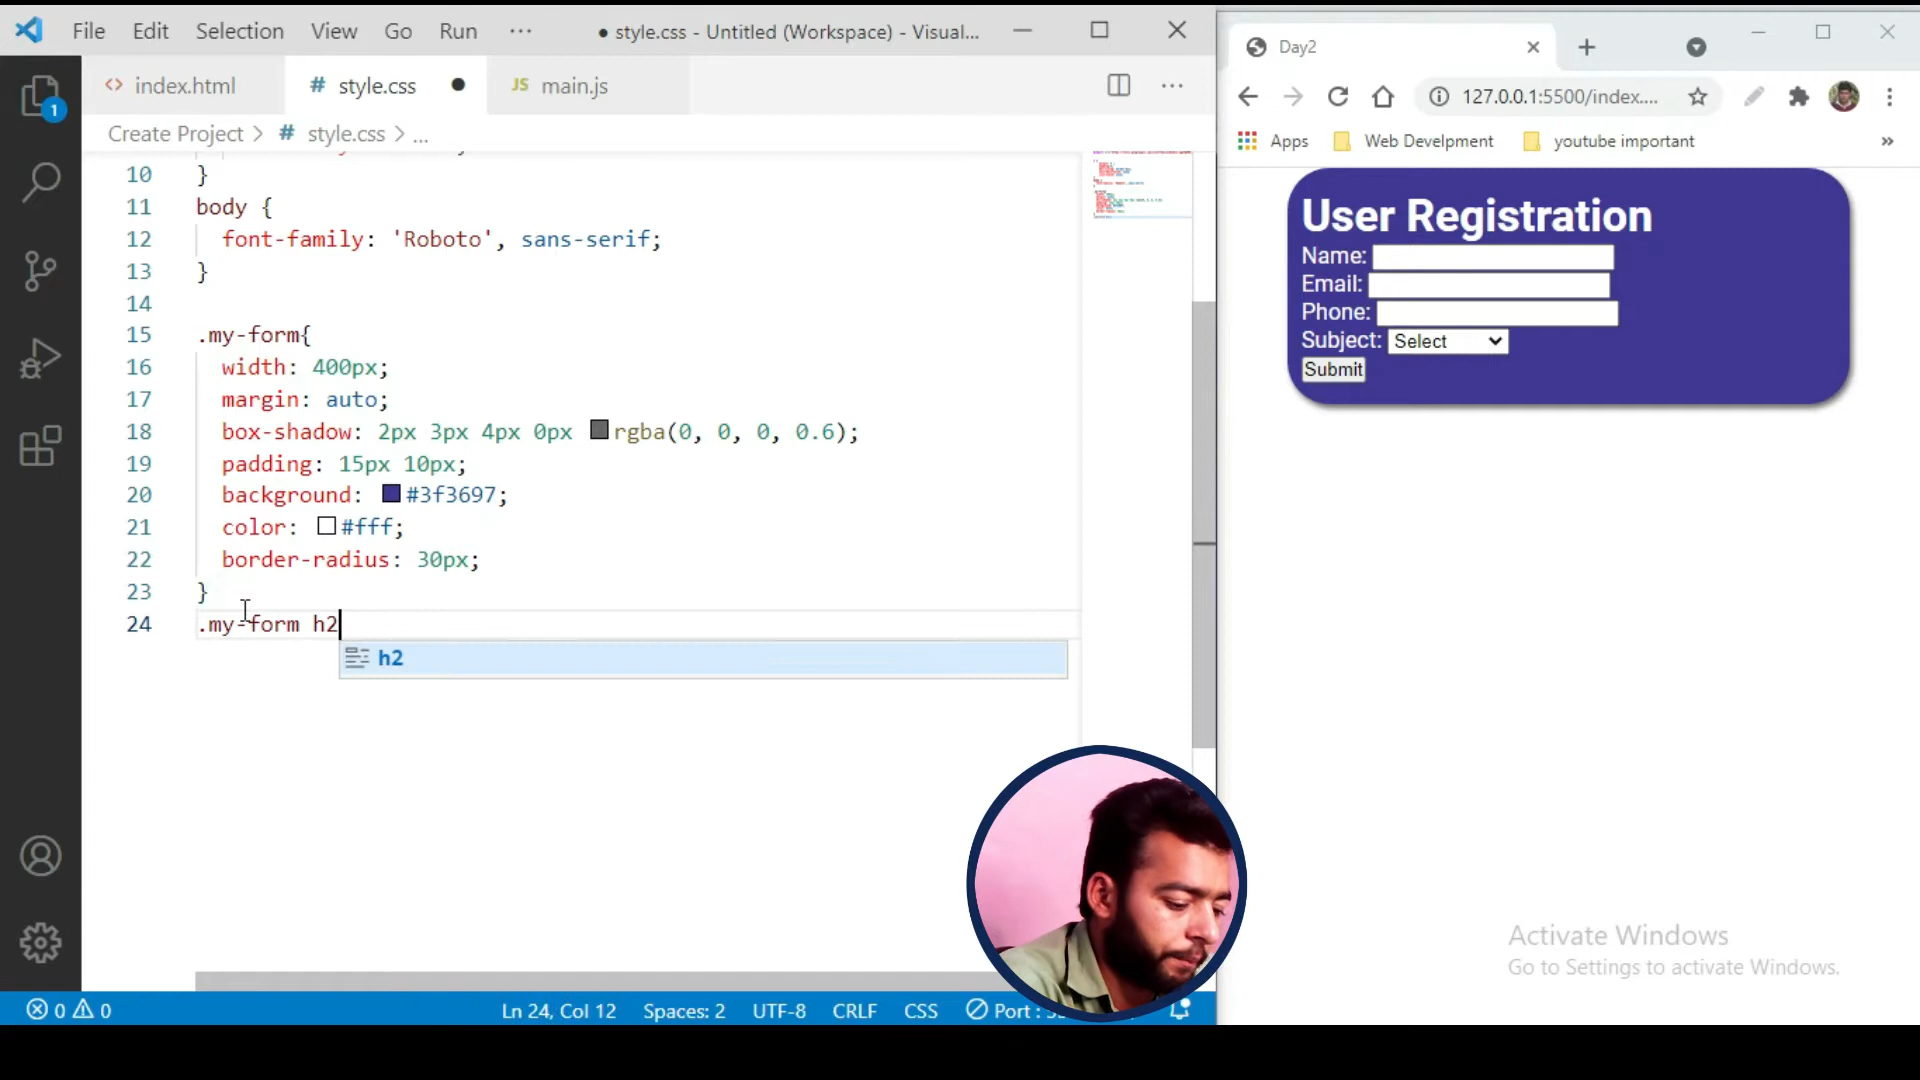 File Edit Selection View Go Run ··· ● style.css - Untitled (Workspace) - Visual...
<> index.html # style.css ● JS main.js ···
Create Project > # style.css > ...
10 }
11 body {
12 font-family: 'Roboto', sans-serif;
13 }
14
15 .my-form{
16 width: 400px;
17 margin: auto;
18 box-shadow: 2px 3px 4px 0px rgba(0, 0, 0, 0.6);
19 padding: 15px 10px;
20 background: #3f3697;
21 color: #fff;
22 border-radius: 30px;
23 }
24 .my-form h2
h2
1
0 0
Ln 24, Col 12 Spaces: 2 UTF-8 CRLF CSS Port :
Day2
127.0.0.1:5500/index....
Apps Web Develpment youtube important »
User Registration
Name:
Email:
Phone:
Subject: Select
Submit
Activate Windows
Go to Settings to activate Windows.